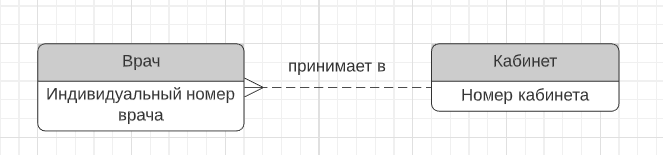 Врач
Индивидуальный номер
врача
принимает в
Кабинет
Номер кабинета